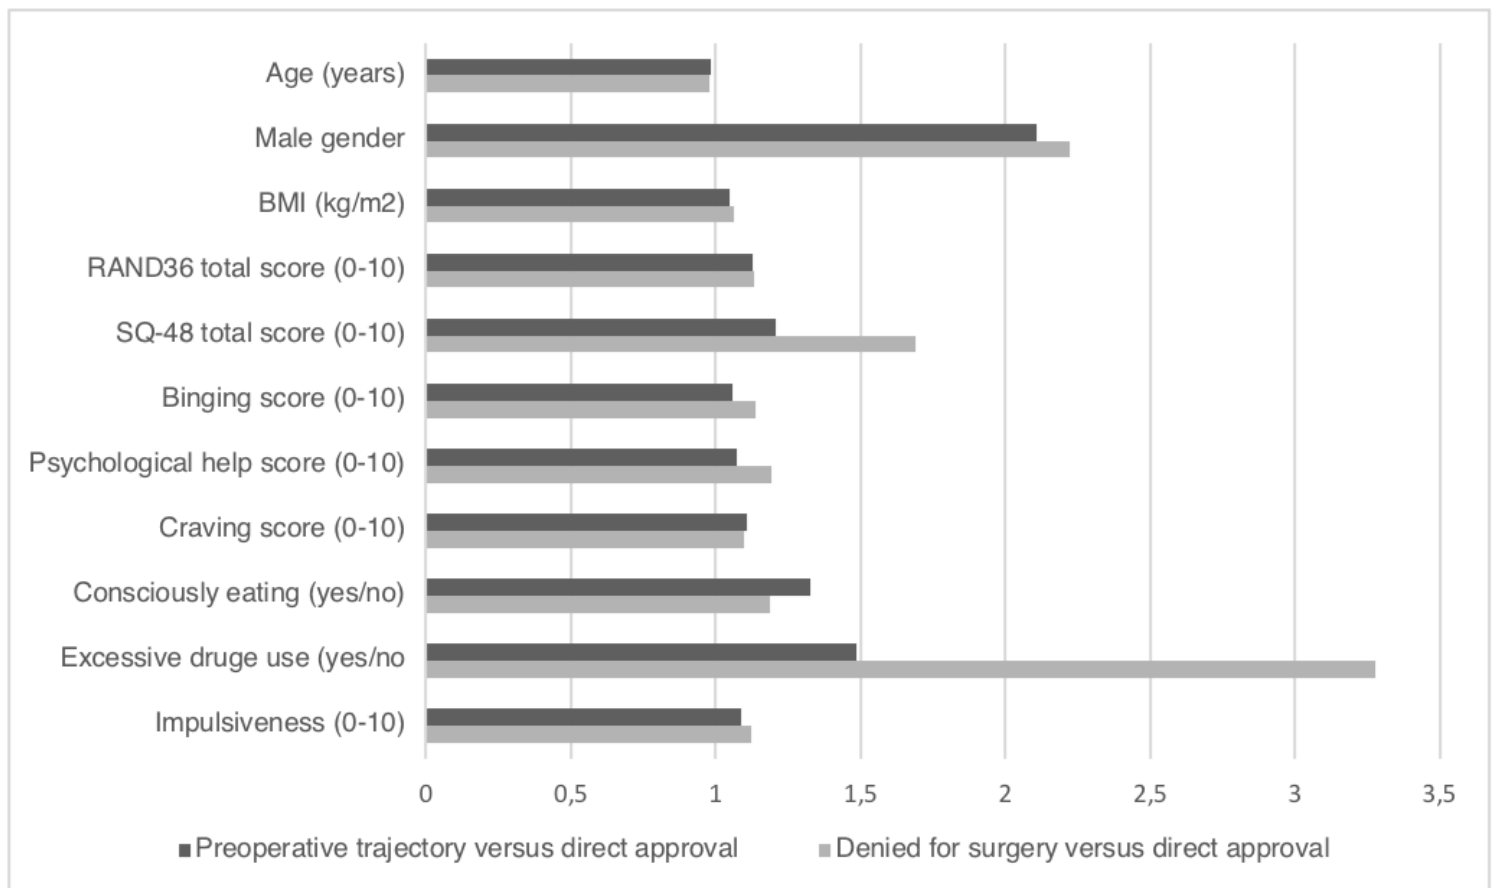 Age (years)
Male gender
BMI (kg/m2)
RAND36 total score (0-10)
SQ-48 total score (0-10)
Binging score (0-10)
Psychological help score (0-10)
Craving score (0-10)
Consciously eating (yes/no)
Excessive druge use (yes/no
Impulsiveness (0-10)
0 0,5 1 1,5 2 2,5 3 3,5
Preoperative trajectory versus direct approval Denied for surgery versus direct approval